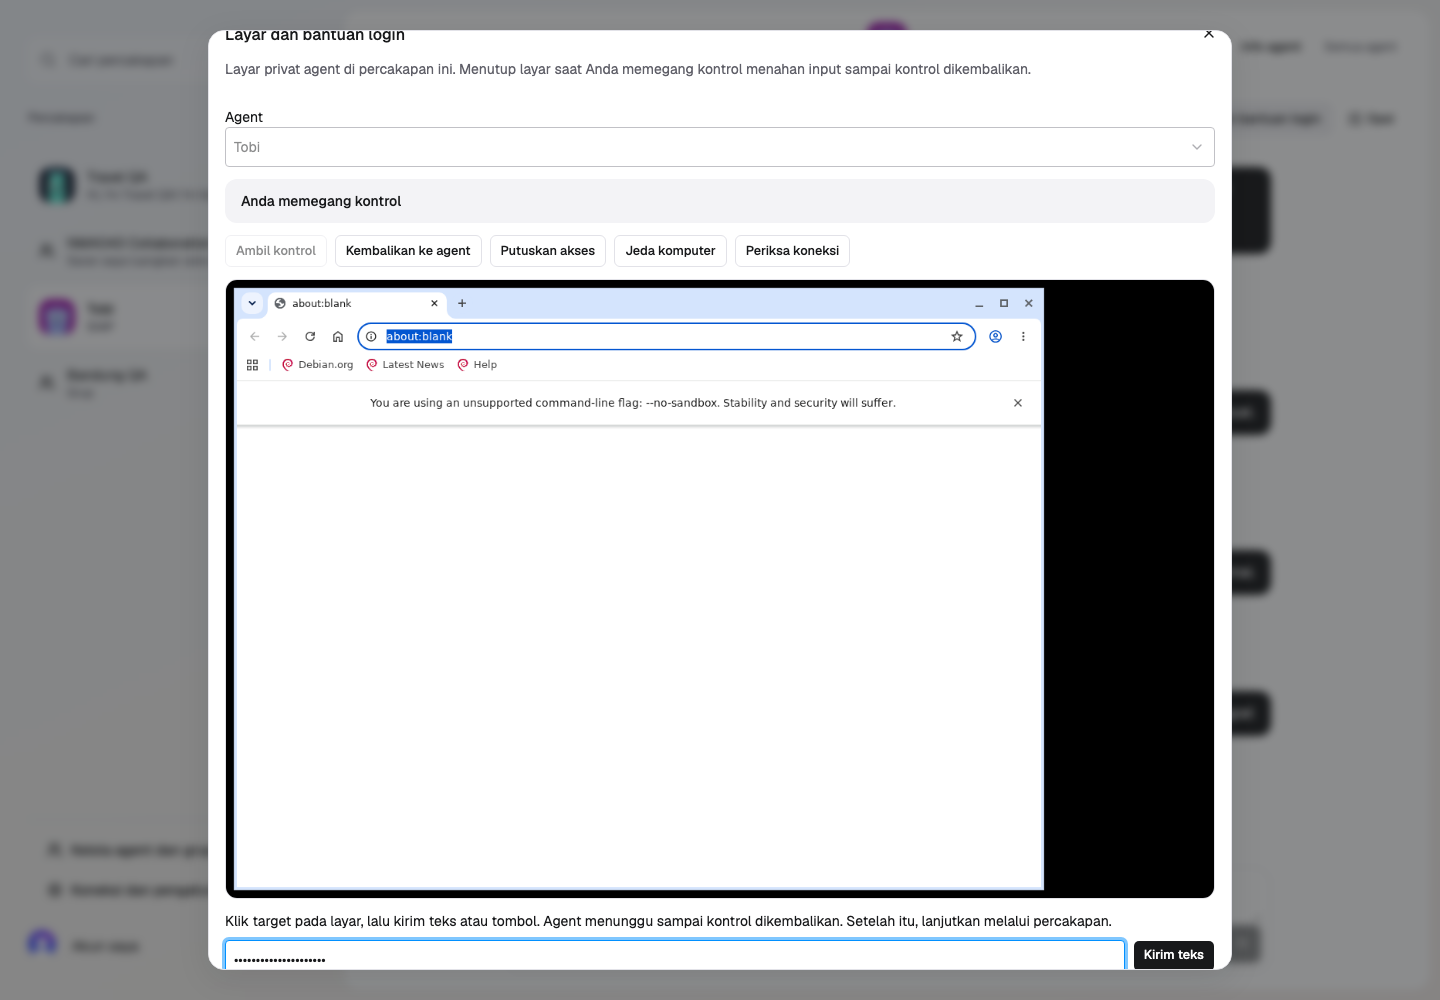 Layar dan bantuan login
Layar privat agent di percakapan ini. Menutup layar saat Anda memegang kontrol menahan input sampai kontrol dikembalikan.
Agent
Tobi
Anda memegang kontrol
Ambil kontrol
Kembalikan ke agent
Putuskan akses
Jeda komputer
Periksa koneksi
about:blank
about:blank
Debian.org
Latest News
Help
You are using an unsupported command-line flag: --no-sandbox. Stability and security will suffer.
Klik target pada layar, lalu kirim teks atau tombol. Agent menunggu sampai kontrol dikembalikan. Setelah itu, lanjutkan melalui percakapan.
Kirim teks